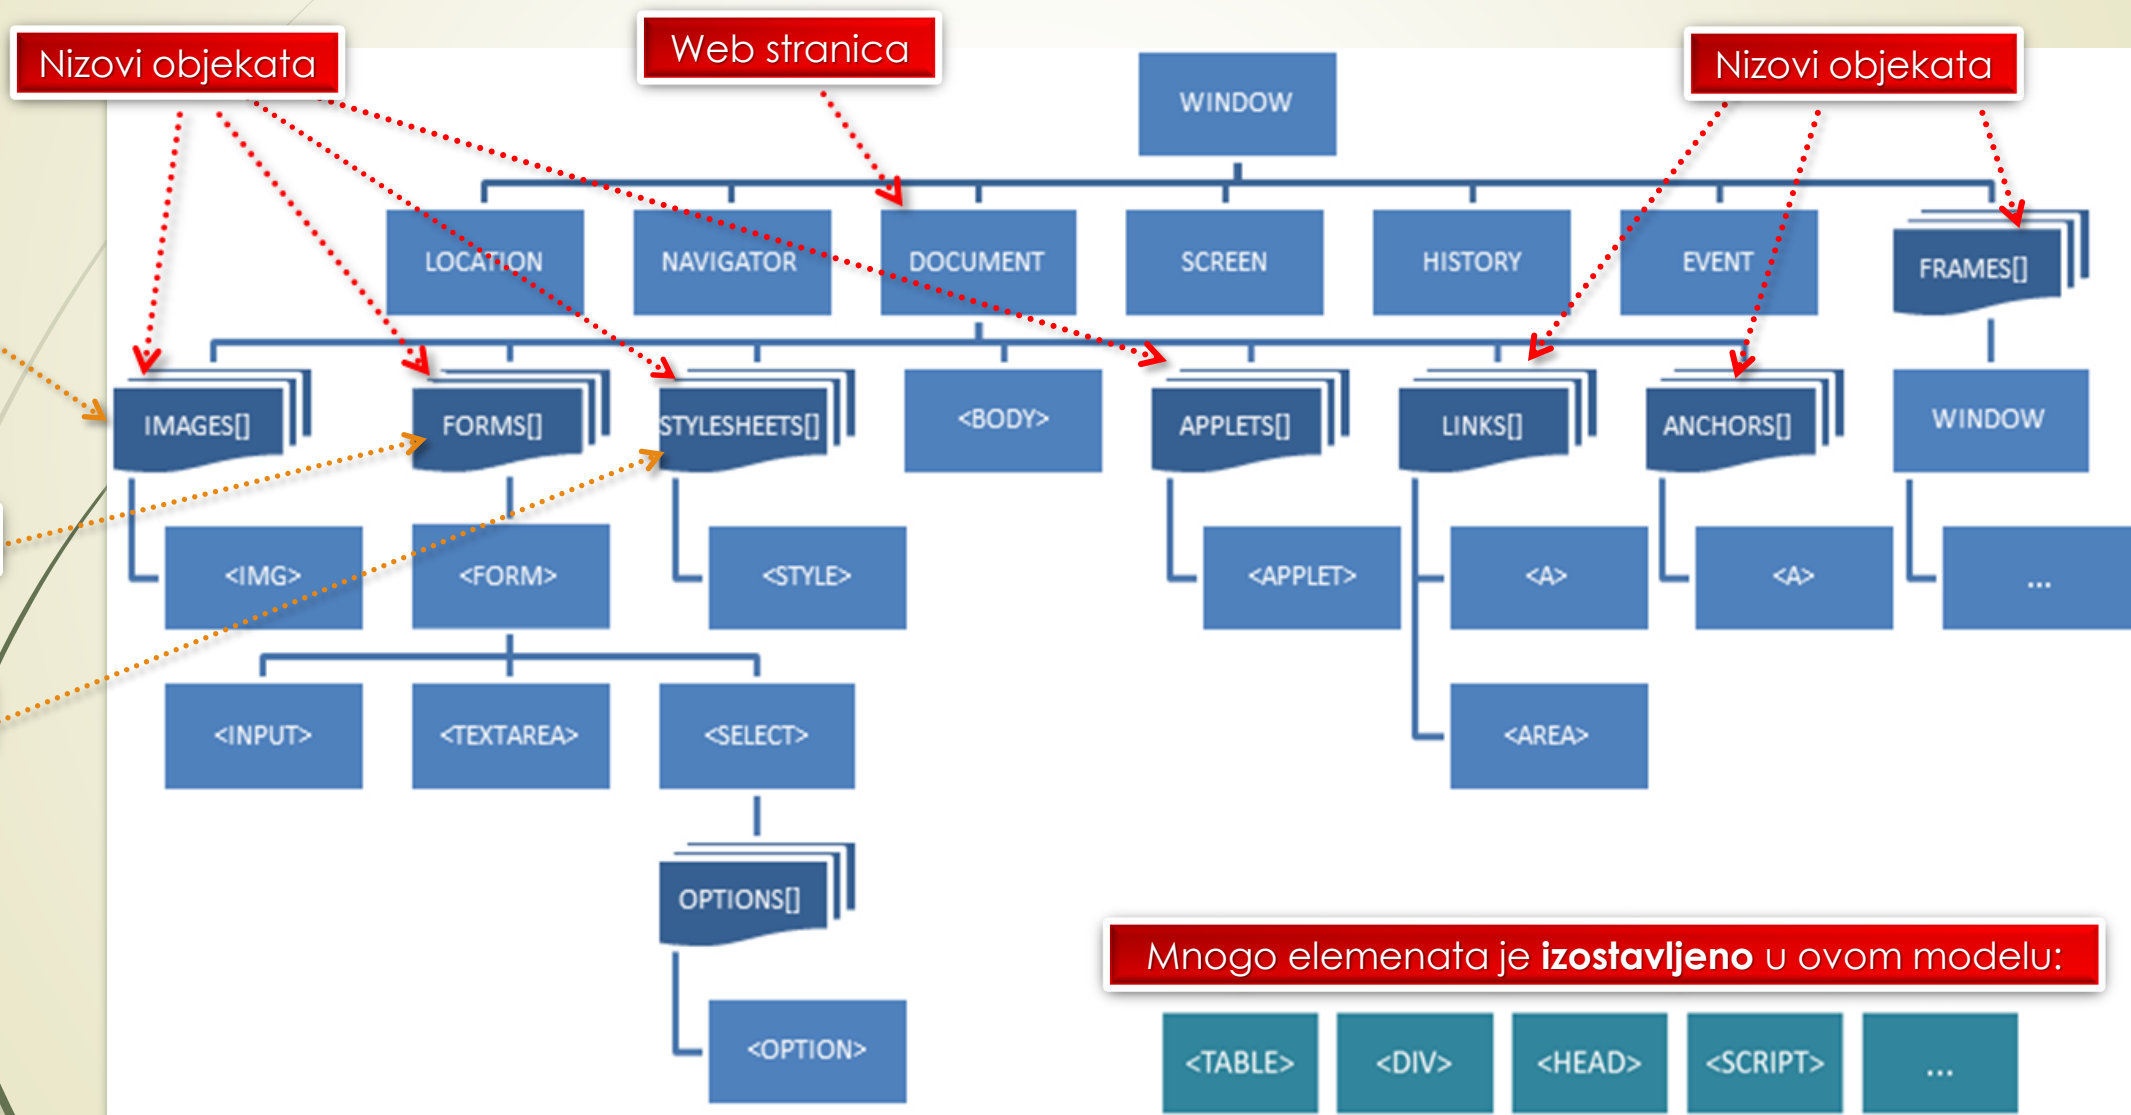 Nizovi objekata
Web stranica
Nizovi objekata
WINDOW
LOCATION
NAVIGATOR
DOCUMENT
SCREEN
HISTORY
EVENT
FRAMES[]
IMAGES[]
FORMS[]
STYLESHEETS[]
<BODY>
APPLETS[]
LINKS[]
ANCHORS[]
WINDOW
<IMG>
<FORM>
<STYLE>
<APPLET>
<A>
<A>
...
<INPUT>
<TEXTAREA>
<SELECT>
<AREA>
OPTIONS[]
<OPTION>
Mnogo elemenata je izostavljeno u ovom modelu:
<TABLE>
<DIV>
<HEAD>
<SCRIPT>
...